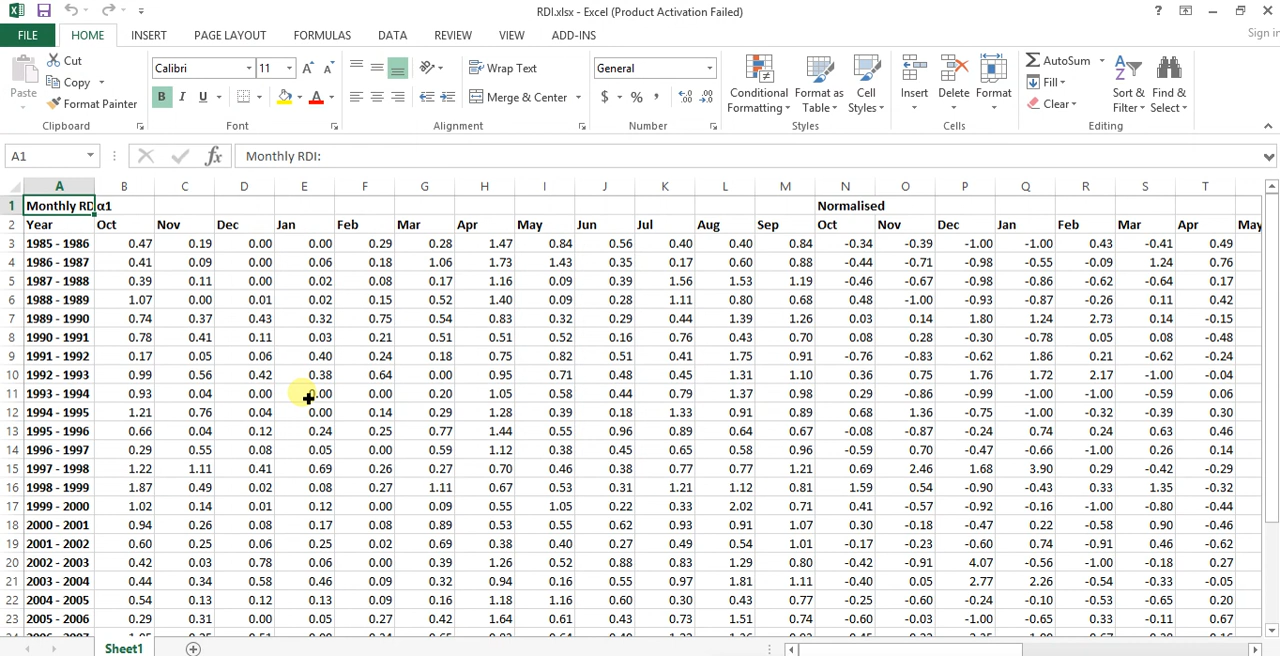 RDI.xlsx - Excel (Product Activation Failed)
FILE HOME INSERT PAGE LAYOUT FORMULAS DATA REVIEW VIEW ADD-INS Sign in
Paste Cut Copy Format Painter Clipboard
Calibri 11 B I U Font
Wrap Text Merge & Center Alignment
General $ % , Number
Conditional Formatting Format as Table Cell Styles Styles
Insert Delete Format Cells
AutoSum Fill Clear Sort & Filter Find & Select Editing
A1 fx Monthly RDI:
A B C D E F G H I J K L M N O P Q R S T
1 Monthly RD α1 Normalised
2 Year Oct Nov Dec Jan Feb Mar Apr May Jun Jul Aug Sep Oct Nov Dec Jan Feb Mar Apr May
3 1985 - 1986 0.47 0.19 0.00 0.00 0.29 0.28 1.47 0.84 0.56 0.40 0.40 0.84 -0.34 -0.39 -1.00 -1.00 0.43 -0.41 0.49
4 1986 - 1987 0.41 0.09 0.00 0.06 0.18 1.06 1.73 1.43 0.35 0.17 0.60 0.88 -0.44 -0.71 -0.98 -0.55 -0.09 1.24 0.76
5 1987 - 1988 0.39 0.11 0.00 0.02 0.08 0.17 1.16 0.09 0.39 1.56 1.53 1.19 -0.46 -0.67 -0.98 -0.86 -0.62 -0.64 0.17
6 1988 - 1989 1.07 0.00 0.01 0.02 0.15 0.52 1.40 0.09 0.28 1.11 0.80 0.68 0.48 -1.00 -0.93 -0.87 -0.26 0.11 0.42
7 1989 - 1990 0.74 0.37 0.43 0.32 0.75 0.54 0.83 0.32 0.29 0.44 1.39 1.26 0.03 0.14 1.80 1.24 2.73 0.14 -0.15
8 1990 - 1991 0.78 0.41 0.11 0.03 0.21 0.51 0.51 0.52 0.16 0.76 0.43 0.70 0.08 0.28 -0.30 -0.78 0.05 0.08 -0.48
9 1991 - 1992 0.17 0.05 0.06 0.40 0.24 0.18 0.75 0.82 0.51 0.41 1.75 0.91 -0.76 -0.83 -0.62 1.86 0.21 -0.62 -0.24
10 1992 - 1993 0.99 0.56 0.42 0.38 0.64 0.00 0.95 0.71 0.48 0.45 1.31 1.10 0.36 0.75 1.76 1.72 2.17 -1.00 -0.04
11 1993 - 1994 0.93 0.04 0.00 0.00 0.00 0.20 1.05 0.58 0.44 0.79 1.37 0.98 0.29 -0.86 -0.99 -1.00 -1.00 -0.59 0.06
12 1994 - 1995 1.21 0.76 0.04 0.00 0.14 0.29 1.28 0.39 0.18 1.33 0.91 0.89 0.68 1.36 -0.75 -1.00 -0.32 -0.39 0.30
13 1995 - 1996 0.66 0.04 0.12 0.24 0.25 0.77 1.44 0.55 0.96 0.89 0.64 0.67 -0.08 -0.87 -0.24 0.74 0.24 0.63 0.46
14 1996 - 1997 0.29 0.55 0.08 0.05 0.00 0.59 1.12 0.38 0.45 0.65 0.58 0.96 -0.59 0.70 -0.47 -0.66 -1.00 0.26 0.14
15 1997 - 1998 1.22 1.11 0.41 0.69 0.26 0.27 0.70 0.46 0.38 0.77 0.77 1.21 0.69 2.46 1.68 3.90 0.29 -0.42 -0.29
16 1998 - 1999 1.87 0.49 0.02 0.08 0.27 1.11 0.67 0.53 0.31 1.21 1.12 0.81 1.59 0.54 -0.90 -0.43 0.33 1.35 -0.32
17 1999 - 2000 1.02 0.14 0.01 0.12 0.00 0.09 0.55 1.05 0.22 0.33 2.02 0.71 0.41 -0.57 -0.92 -0.16 -1.00 -0.80 -0.44
18 2000 - 2001 0.94 0.26 0.08 0.17 0.08 0.89 0.53 0.55 0.62 0.93 0.91 1.07 0.30 -0.18 -0.47 0.22 -0.58 0.90 -0.46
19 2001 - 2002 0.60 0.25 0.06 0.25 0.02 0.69 0.38 0.40 0.27 0.49 0.54 1.01 -0.17 -0.23 -0.60 0.74 -0.91 0.46 -0.62
20 2002 - 2003 0.42 0.03 0.78 0.06 0.00 0.39 1.26 0.52 0.88 0.83 1.29 0.80 -0.42 -0.91 4.07 -0.56 -1.00 -0.18 0.27
21 2003 - 2004 0.44 0.34 0.58 0.46 0.09 0.32 0.94 0.16 0.55 0.97 1.81 1.11 -0.40 0.05 2.77 2.26 -0.54 -0.33 -0.05
22 2004 - 2005 0.54 0.13 0.12 0.13 0.09 0.16 1.18 1.16 0.60 0.30 0.43 0.77 -0.25 -0.60 -0.24 -0.10 -0.53 -0.65 0.20
23 2005 - 2006 0.29 0.31 0.00 0.05 0.27 0.42 1.64 0.61 0.43 0.73 1.51 0.74 -0.60 -0.03 -1.00 -0.65 0.33 -0.11 0.67
Sheet1